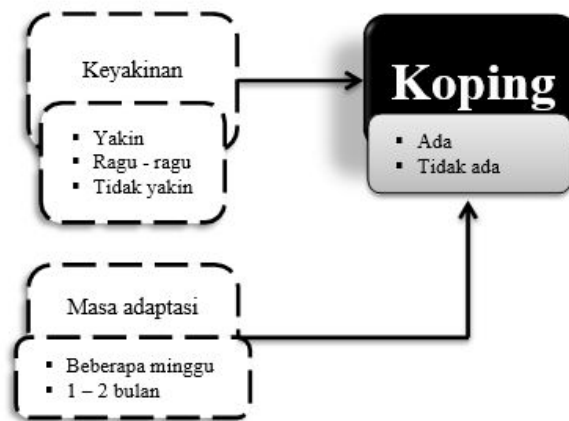 Keyakinan
▪ Yakin
▪ Ragu - ragu
▪ Tidak yakin
Koping
▪ Ada
▪ Tidak ada
Masa adaptasi
▪ Beberapa minggu
▪ 1 – 2 bulan